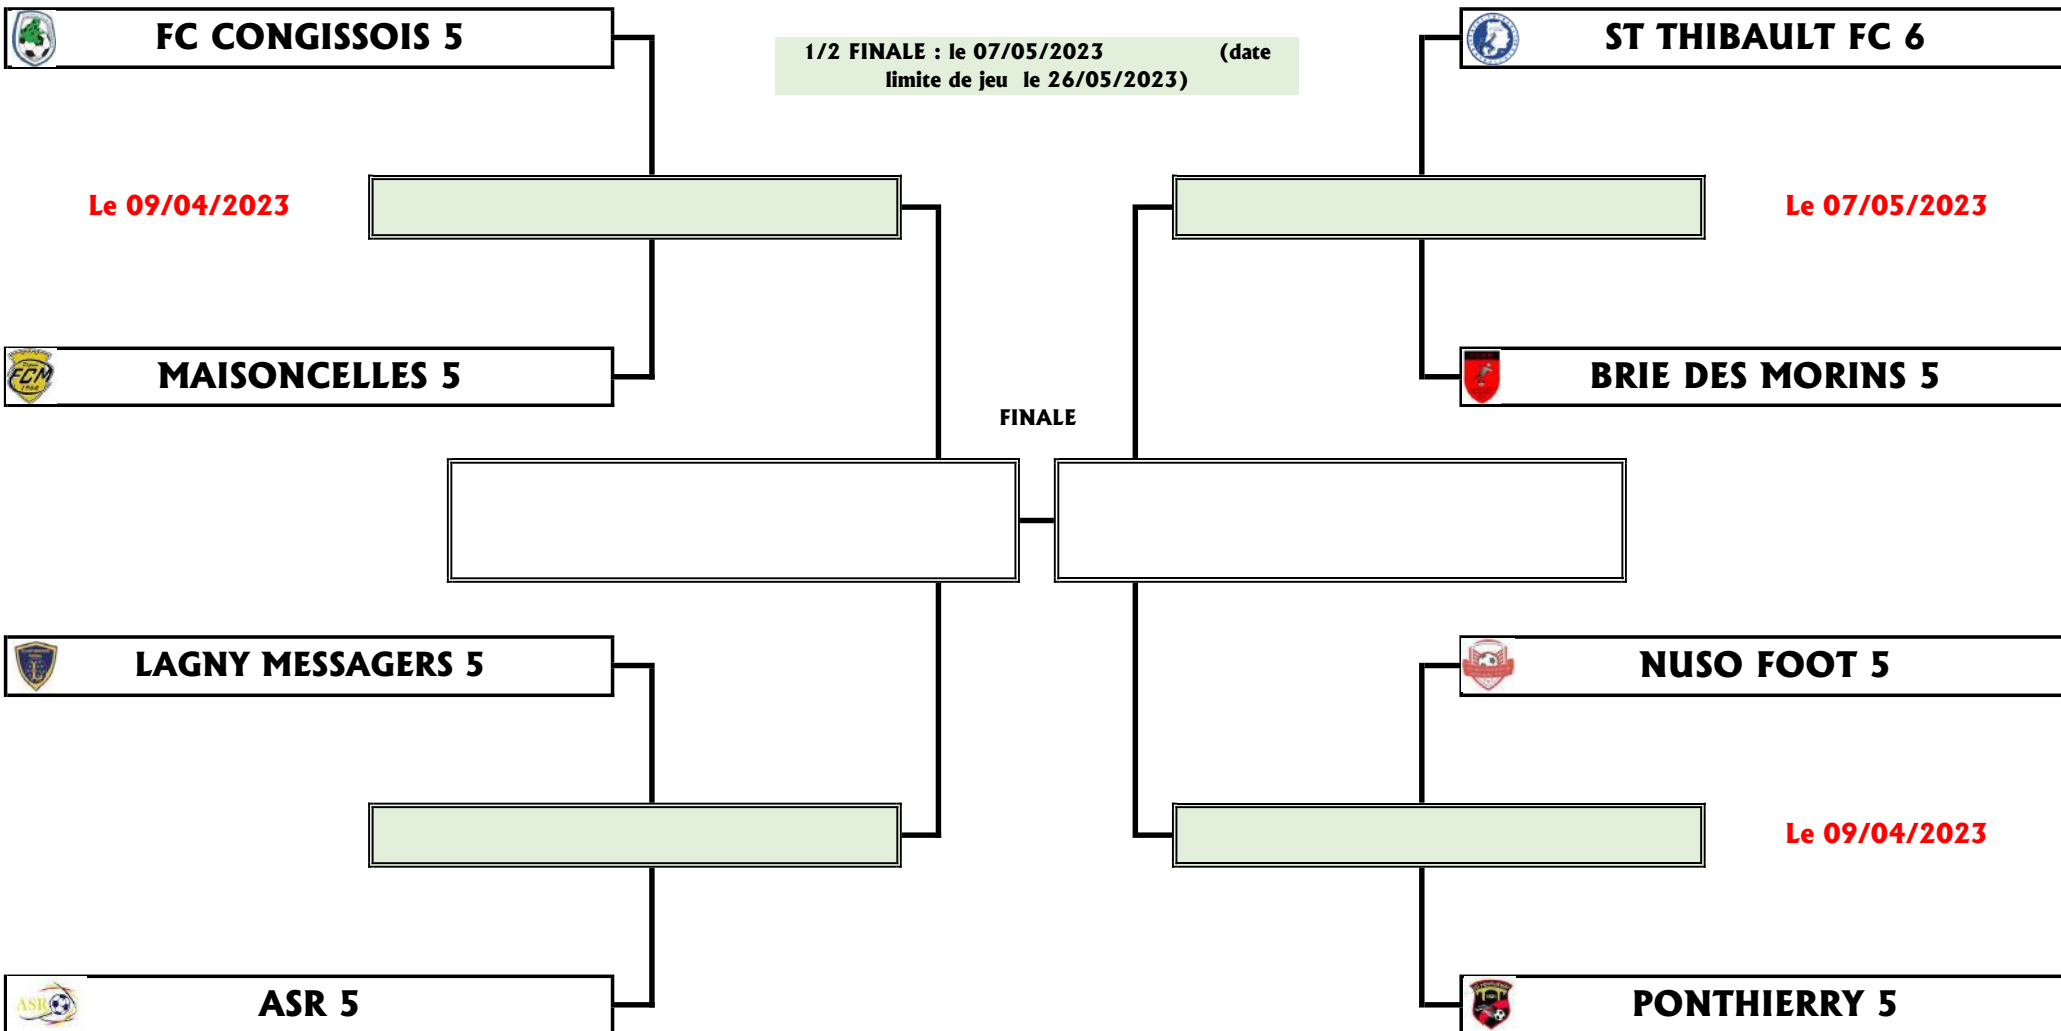 FC CONGISSOIS 5
ST THIBAULT FC 6
1/2 FINALE : le 07/05/2023 (date
limite de jeu le 26/05/2023)
Le 09/04/2023
Le 07/05/2023
FCM
MAISONCELLES 5
BRIE DES MORINS 5
FINALE
LAGNY MESSAGERS 5
NUSO FOOT 5
Le 09/04/2023
ASR
ASR 5
PONTHIERRY 5